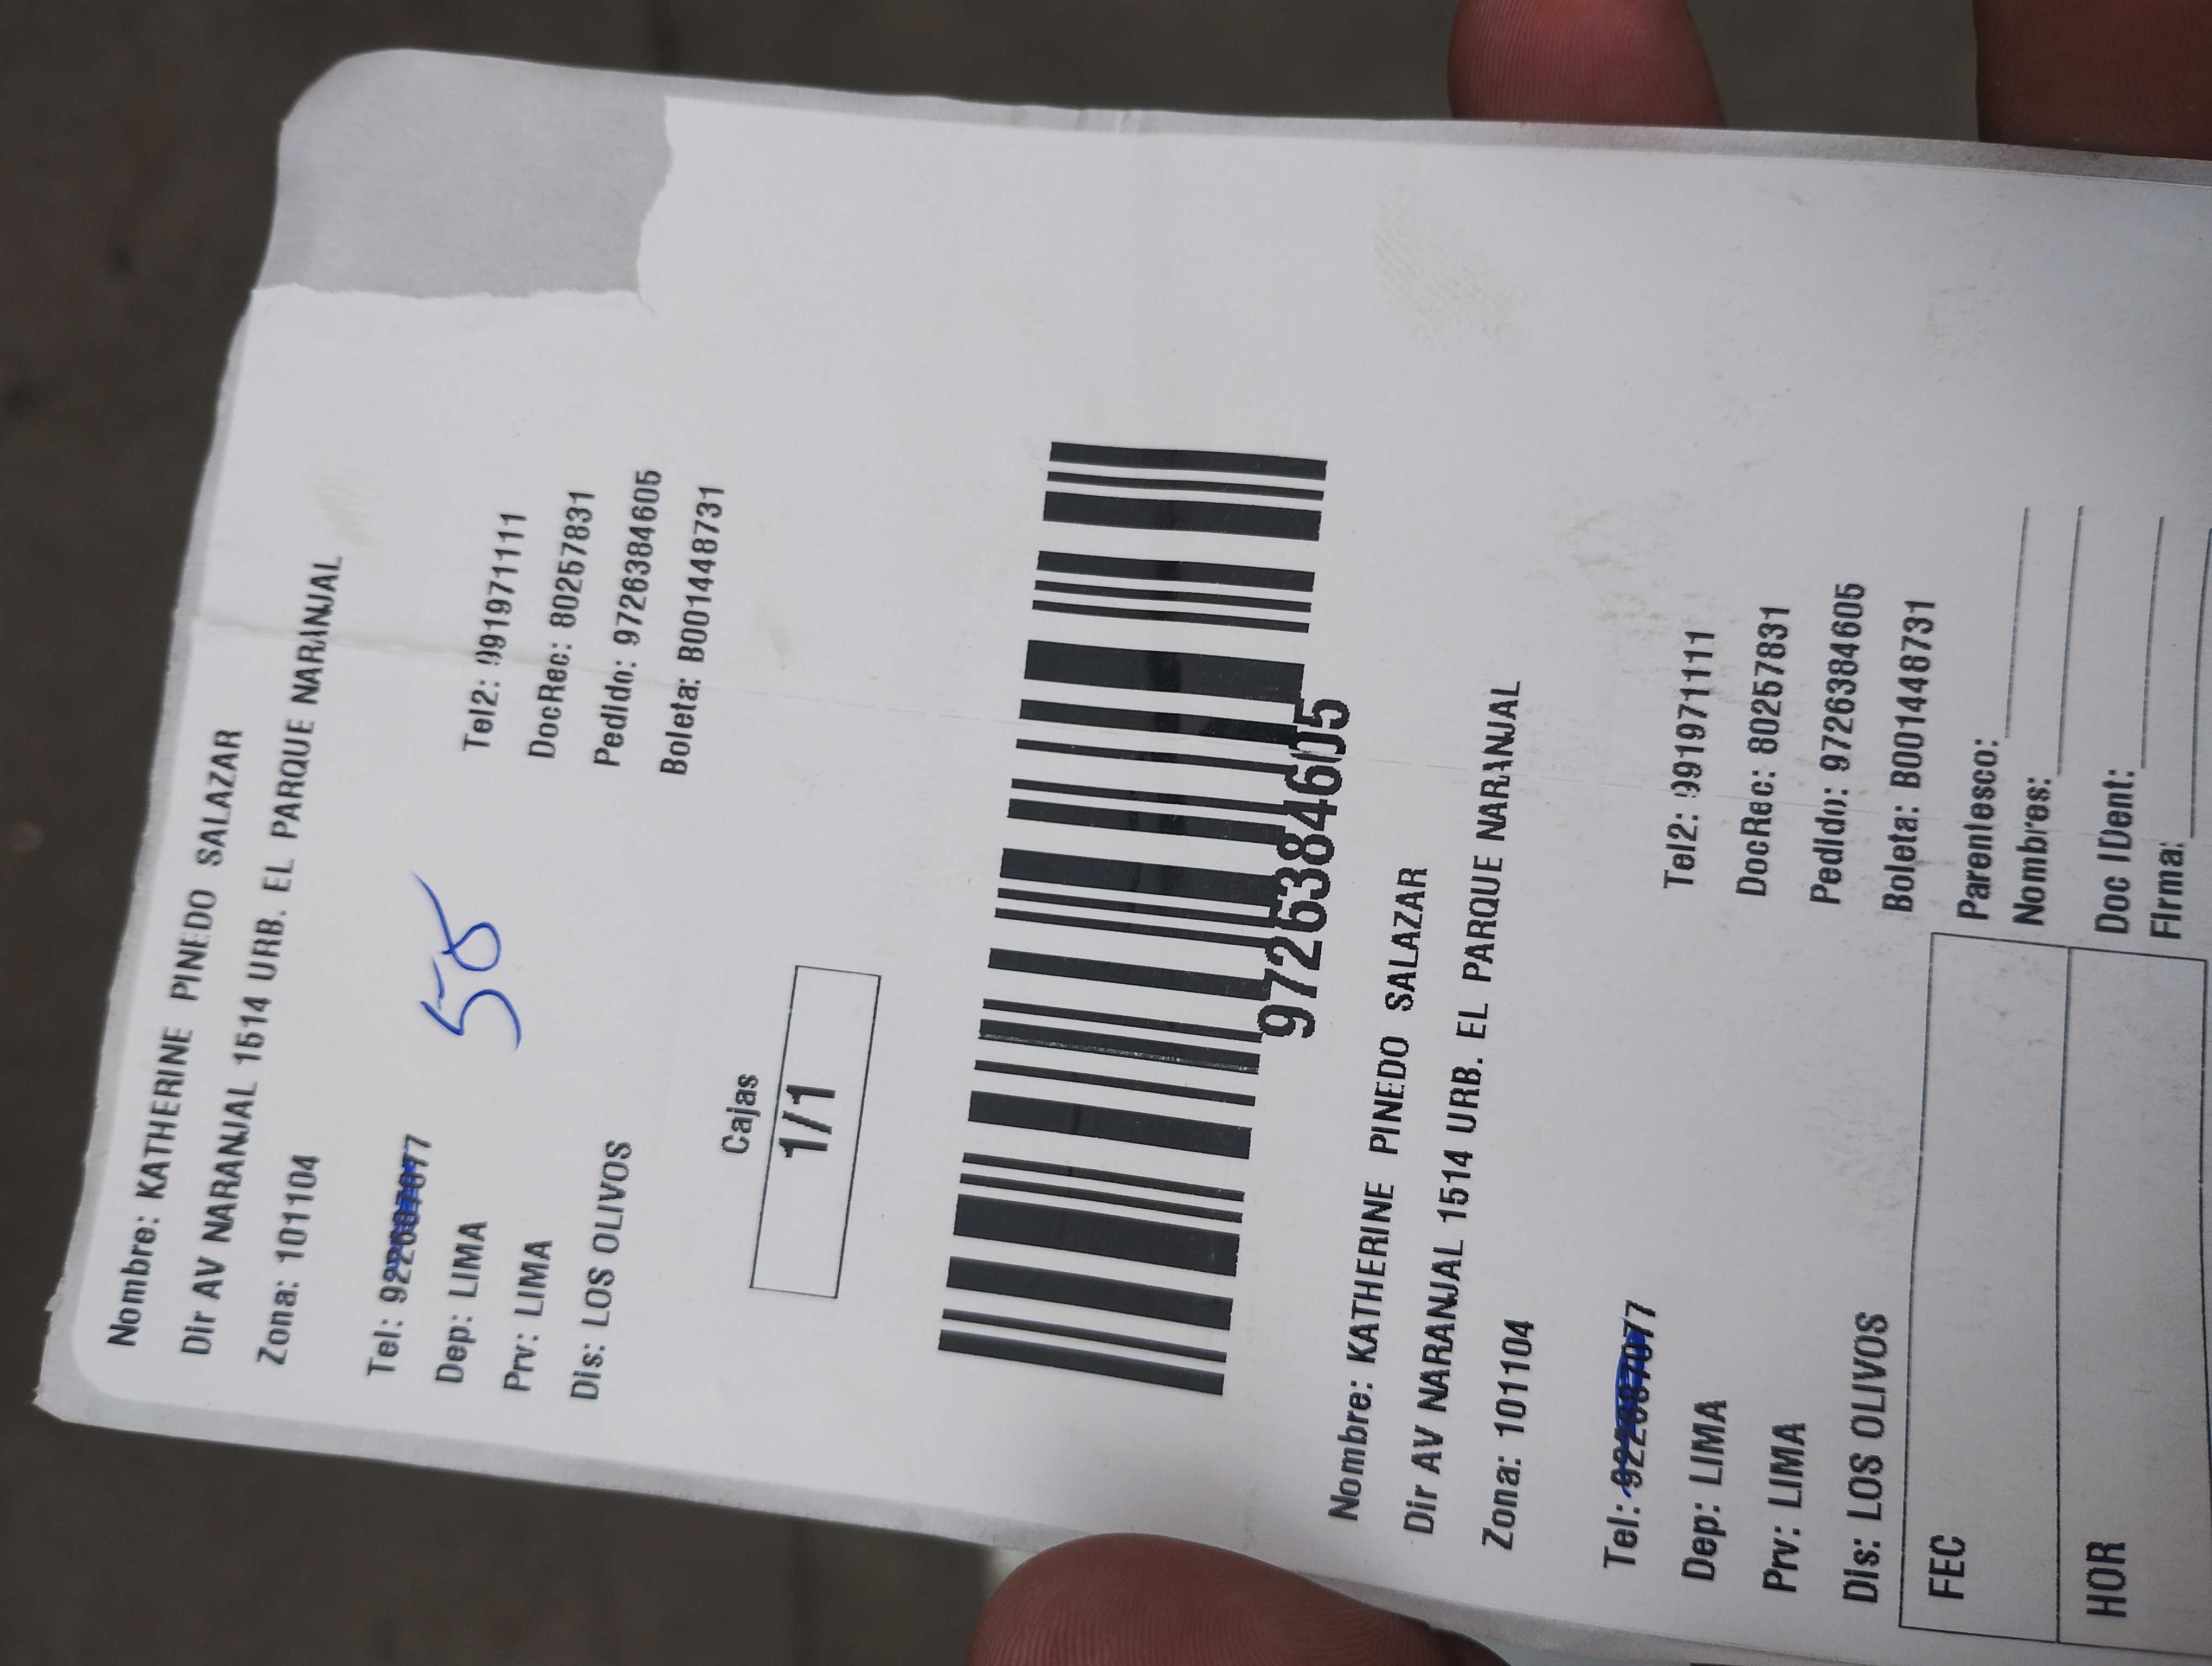 Nombre: KATHERINE PINEDO SALAZAR
Dir AV NARANJAL 1514 URB. EL PARQUE NARANJAL
Zona: 101104
Tel:
Tel2: 991971111
Dep: LIMA
DocRec: 80257831
Prv: LIMA
Pedido: 9726384605
Dis: LOS OLIVOS
Boleta: B001448731
Cajas
1/1
9726384605
Nombre: KATHERINE PINEDO SALAZAR
Dir AV NARANJAL 1514 URB. EL PARQUE NARANJAL
Zona: 101104
Tel:
Tel2: 991971111
Dep: LIMA
DocRec: 80257831
Prv: LIMA
Pedido: 9726384605
Dis: LOS OLIVOS
Boleta: B001448731
FEC
Parentesco:
Nombres:
HOR
Doc IDent:
Firma: